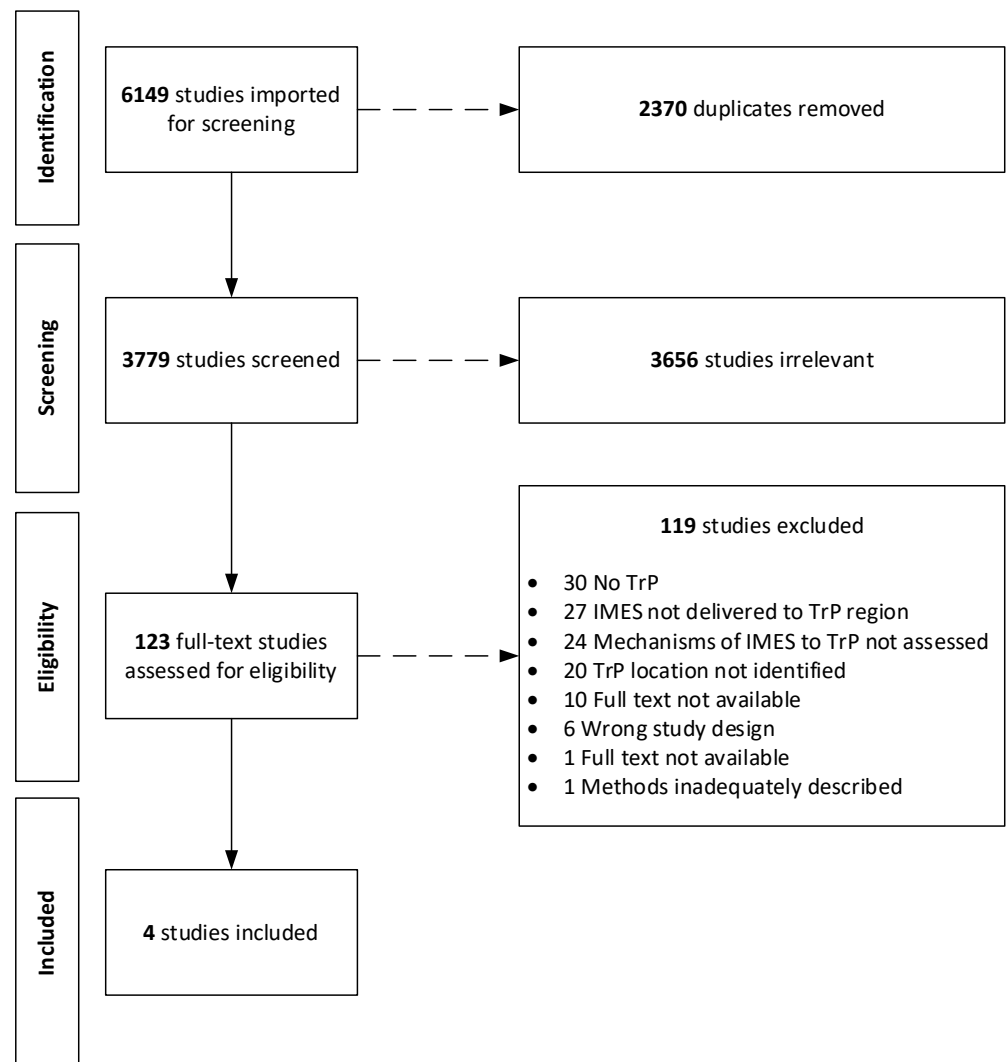 Identification
6149 studies imported
for screening
2370 duplicates removed
Screening
3779 studies screened
3656 studies irrelevant
Eligibility
123 full-text studies
assessed for eligibility
119 studies excluded
• 30 No TrP
• 27 IMES not delivered to TrP region
• 24 Mechanisms of IMES to TrP not assessed
• 20 TrP location not identified
• 10 Full text not available
• 6 Wrong study design
• 1 Full text not available
• 1 Methods inadequately described
Included
4 studies included